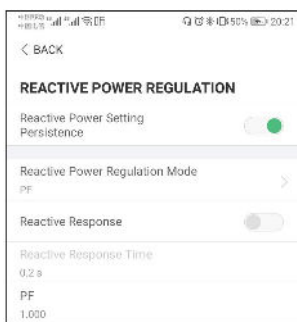 50% 20:21
< BACK
REACTIVE POWER REGULATION
Reactive Power Setting
Persistence
Reactive Power Regulation Mode
PF
Reactive Response
Reactive Response Time
0.2 s
PF
1.000